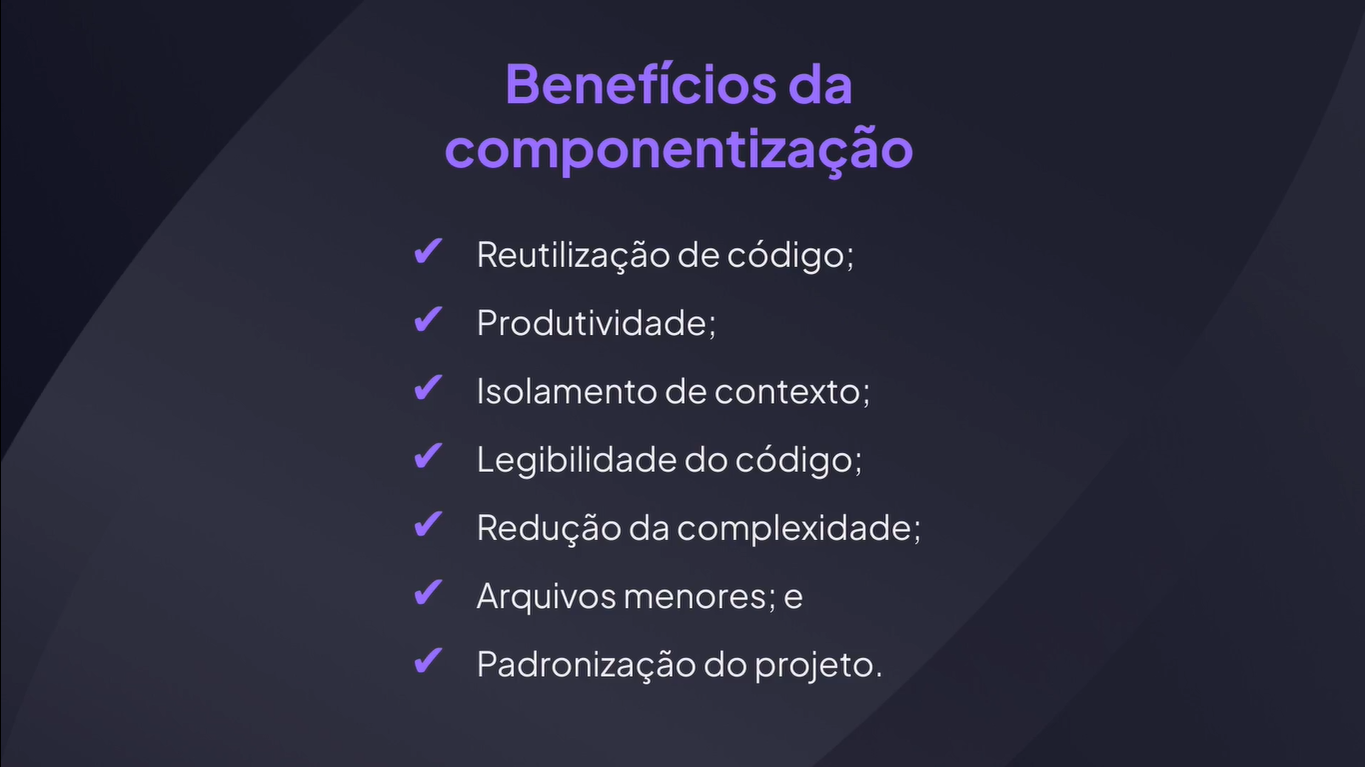 Benefícios da
componentização
✔ Reutilização de código;
✔ Produtividade;
✔ Isolamento de contexto;
✔ Legibilidade do código;
✔ Redução da complexidade;
✔ Arquivos menores; e
✔ Padronização do projeto.